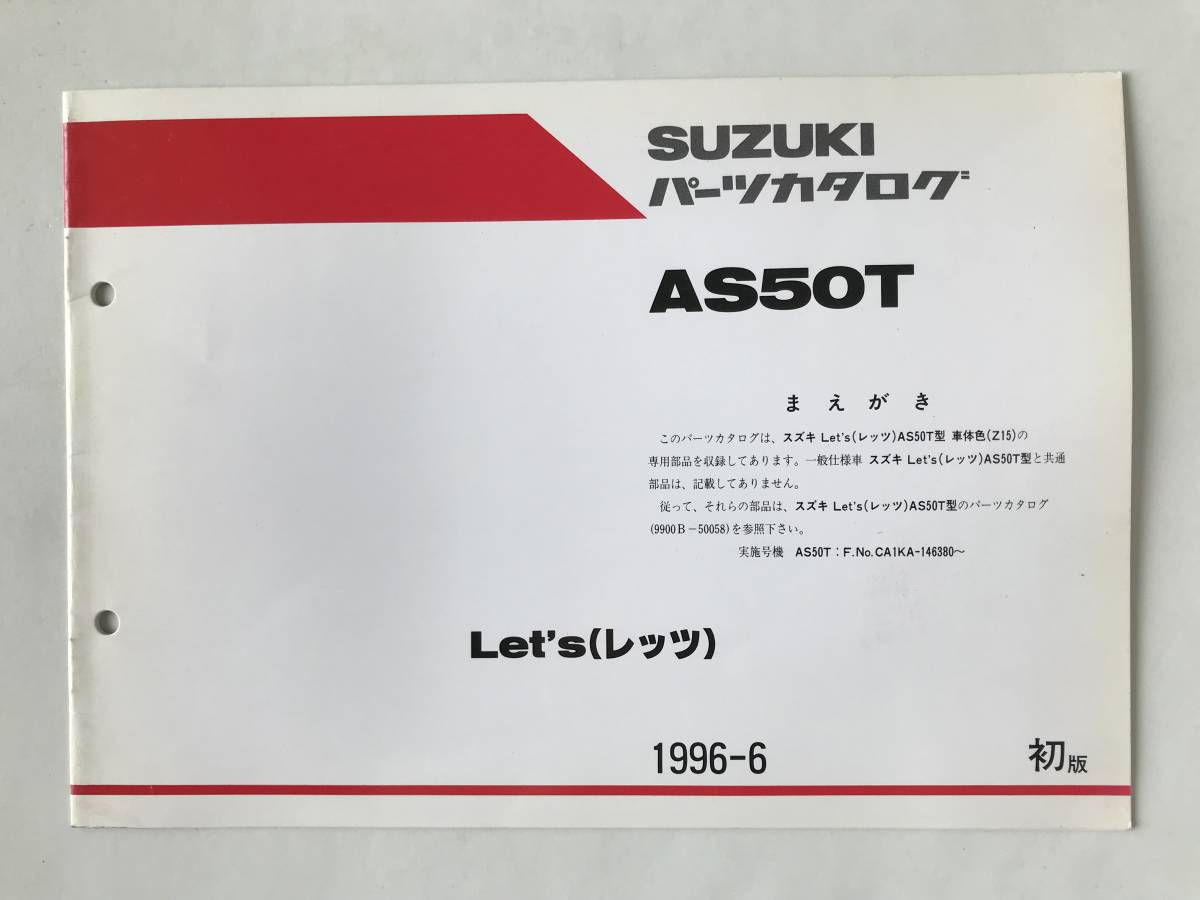 SUZUKI
パーツカタログ
AS50T
まえがき
このパーツカタログは、スズキ Let's(レッツ)AS50T型 車体色(Z15)の
専用部品を収録してあります。一般仕様車 スズキ Let's(レッツ)AS50T型と共通
部品は、記載してありません。
従って、それらの部品は、スズキ Let's(レッツ)AS50T型のパーツカタログ
(9900B-50058)を参照下さい。
実施号機 AS50T:F.No.CA1KA-146380~
Let's(レッツ)
1996-6 初版